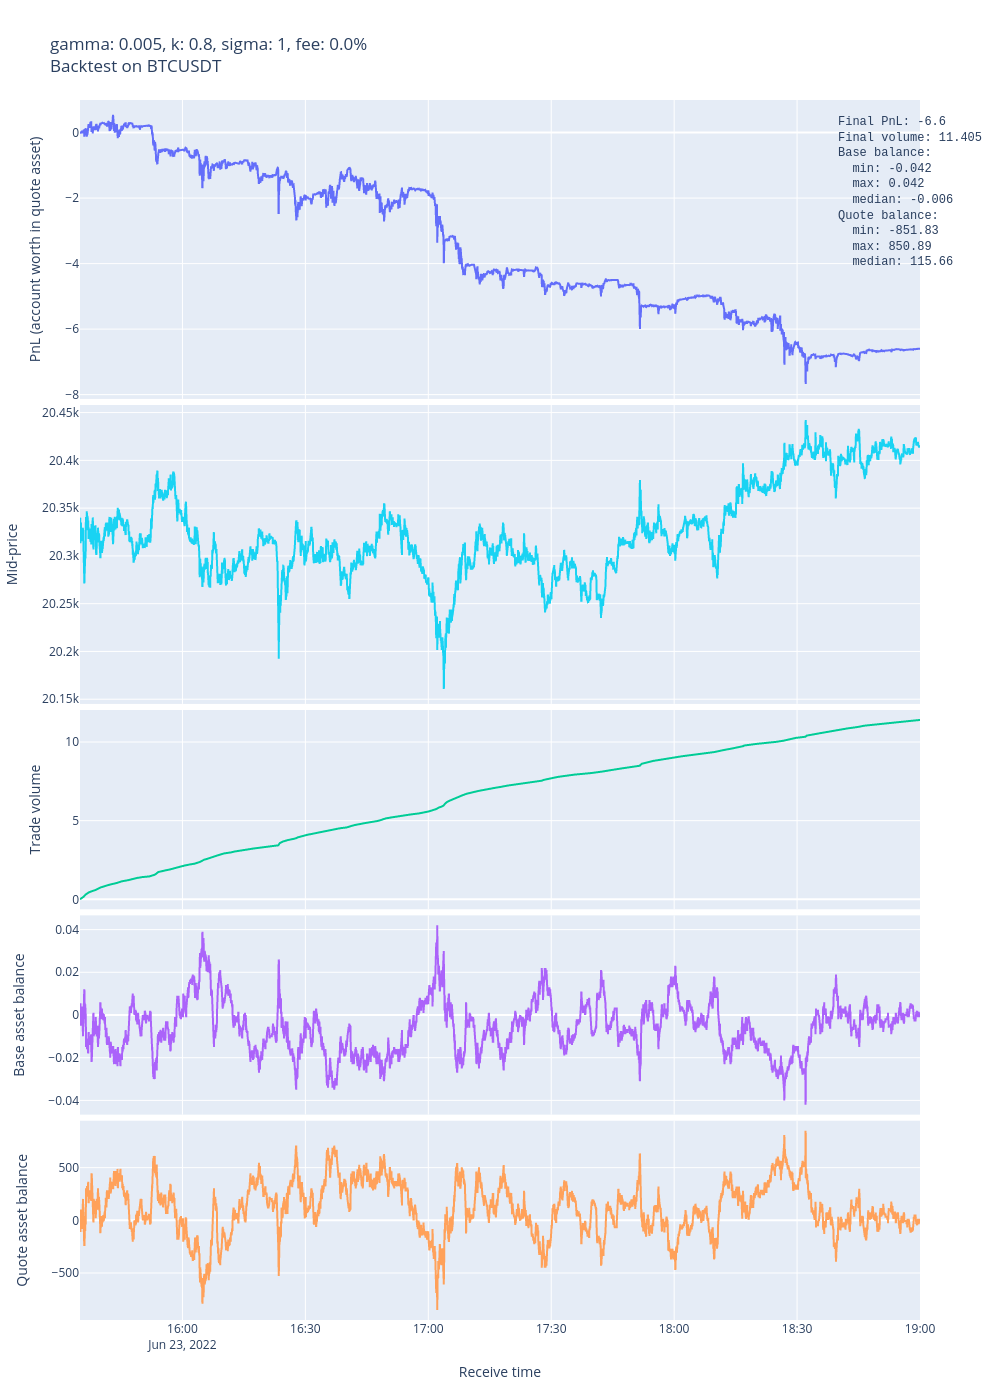 gamma: 0.005, k: 0.8, sigma: 1, fee: 0.0%
Backtest on BTCUSDT
PnL (account worth in quote asset)
0
−2
−4
−6
−8
Final PnL: -6.6
Final volume: 11.405
Base balance:
min: -0.042
max: 0.042
median: -0.006
Quote balance:
min: -851.83
max: 850.89
median: 115.66
Mid-price
20.45k
20.4k
20.35k
20.3k
20.25k
20.2k
20.15k
Trade volume
10
5
0
Base asset balance
0.04
0.02
0
−0.02
−0.04
Quote asset balance
500
0
−500
16:00
Jun 23, 2022
16:30
17:00
17:30
18:00
18:30
19:00
Receive time